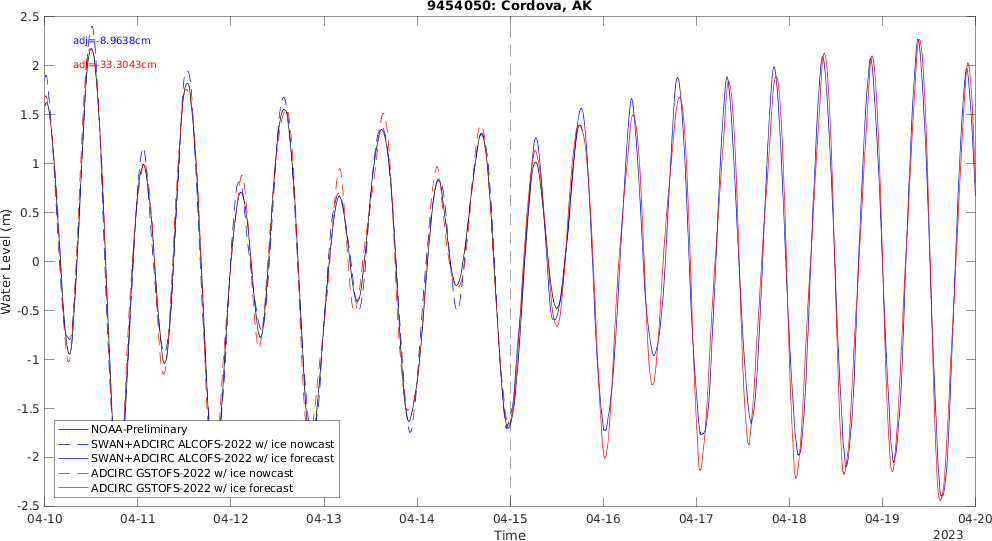 9454050: Cordova, AK
2.5
2
1.5
1
0.5
0
-0.5
-1
-1.5
-2
-2.5
Water Level (m)
adj=-8.9638cm
adj=-33.3043cm
NOAA-Preliminary
SWAN+ADCIRC ALCOFS-2022 w/ ice nowcast
SWAN+ADCIRC ALCOFS-2022 w/ ice forecast
ADCIRC GSTOFS-2022 w/ ice nowcast
ADCIRC GSTOFS-2022 w/ ice forecast
04-10 04-11 04-12 04-13 04-14 04-15 04-16 04-17 04-18 04-19 04-20
Time
2023